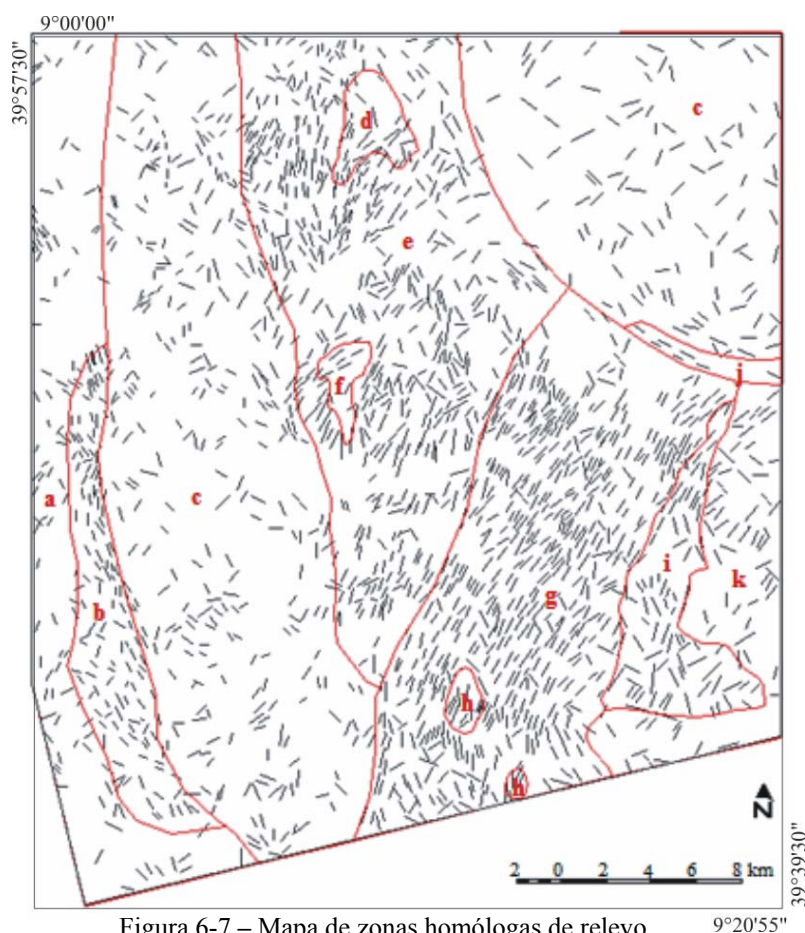 9°00'00"
39°57'30"
d
c
e
f
j
a
c
i
k
b
g
h
h
N
2 0 2 4 6 8 km
39°39'30"
Figura 6-7 – Mapa de zonas homólogas de relevo
9°20'55"